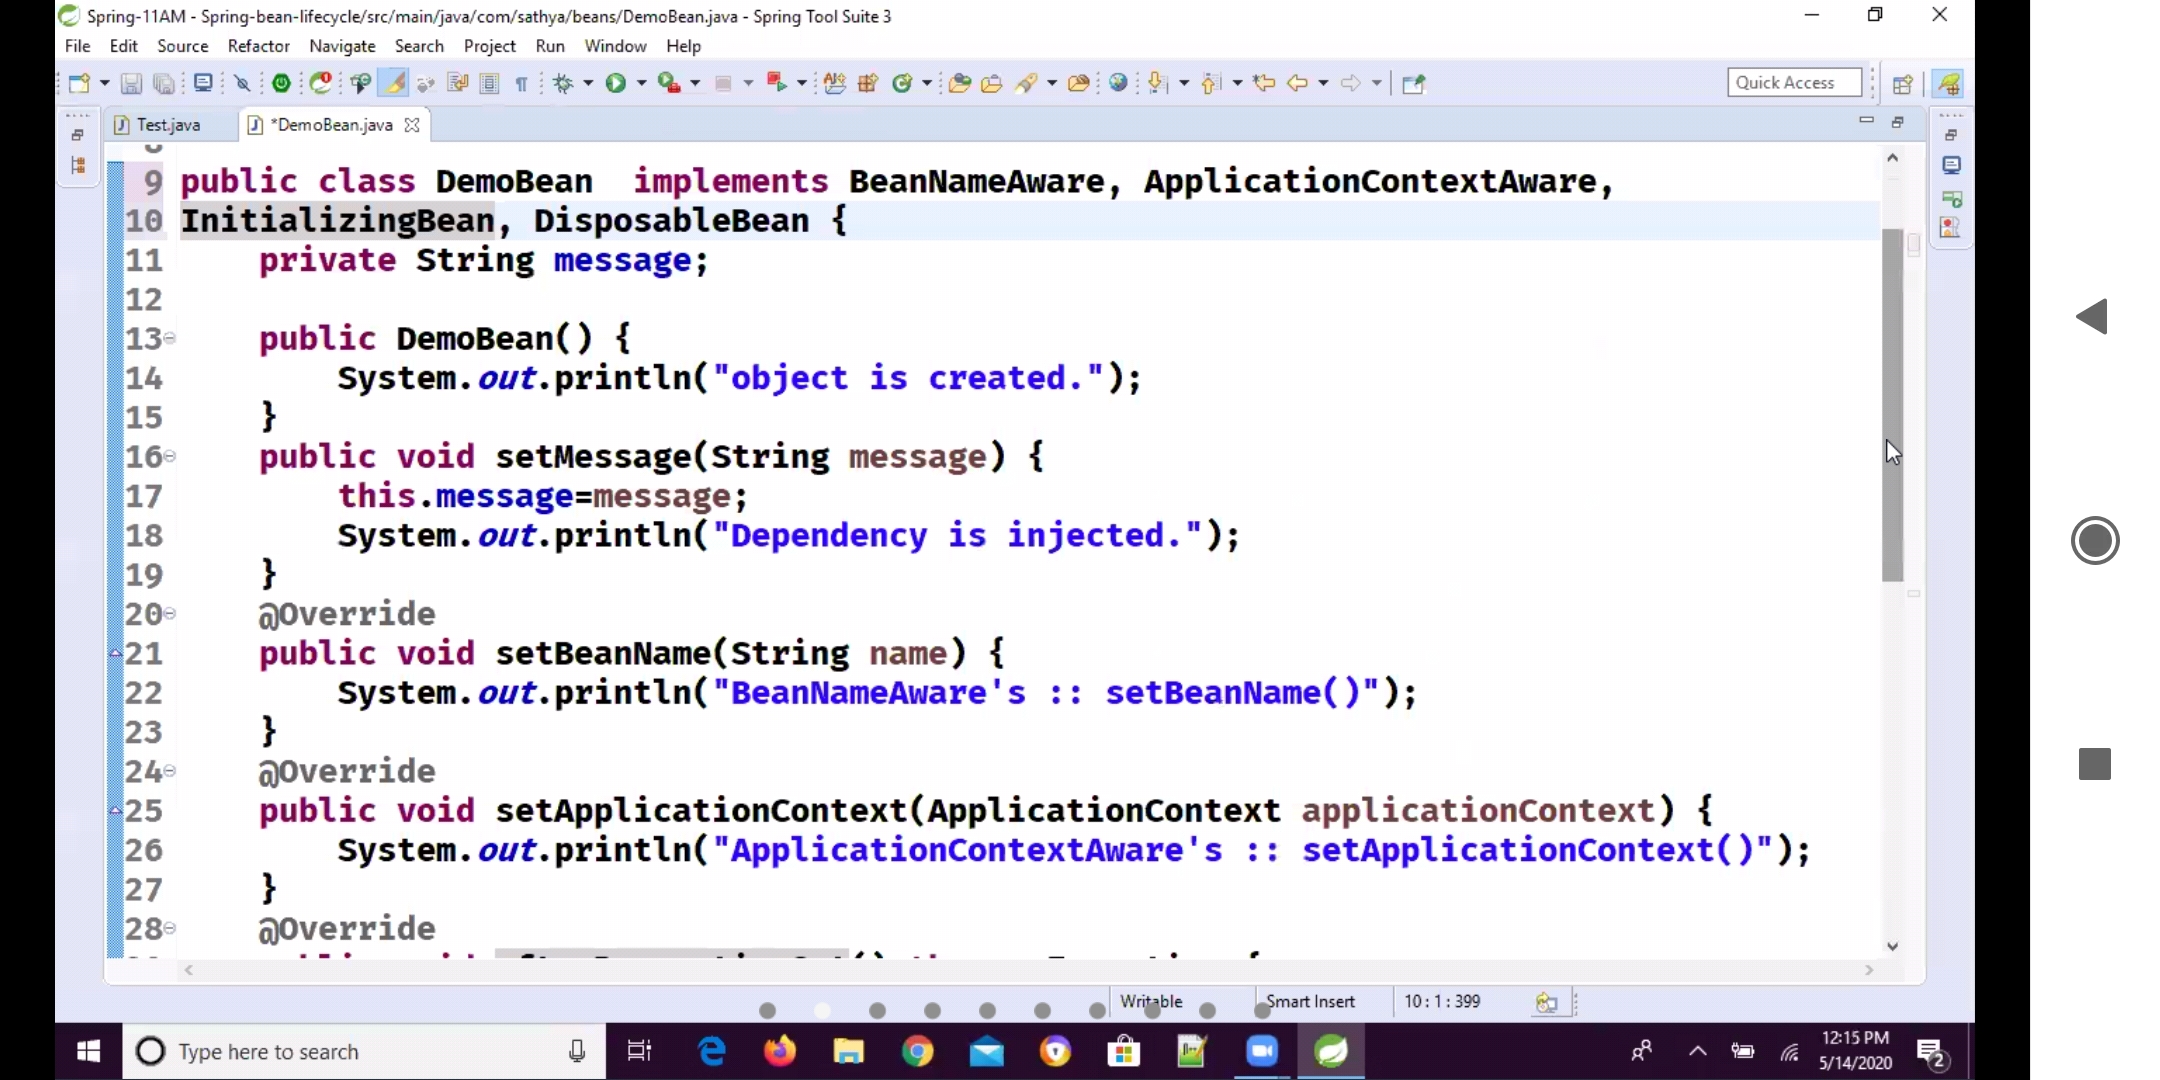 Spring-11AM - Spring-bean-lifecycle/src/main/java/com/sathya/beans/DemoBean.java - Spring Tool Suite 3
File Edit Source Refactor Navigate Search Project Run Window Help
Quick Access
Test.java *DemoBean.java
9 public class DemoBean  implements BeanNameAware, ApplicationContextAware,
10 InitializingBean, DisposableBean {
11     private String message;
12
13     public DemoBean() {
14         System.out.println("object is created.");
15     }
16     public void setMessage(String message) {
17         this.message=message;
18         System.out.println("Dependency is injected.");
19     }
20     @Override
21     public void setBeanName(String name) {
22         System.out.println("BeanNameAware's :: setBeanName()");
23     }
24     @Override
25     public void setApplicationContext(ApplicationContext applicationContext) {
26         System.out.println("ApplicationContextAware's :: setApplicationContext()");
27     }
28     @Override
Writable Smart Insert 10 : 1 : 399
Type here to search
12:15 PM
5/14/2020
2